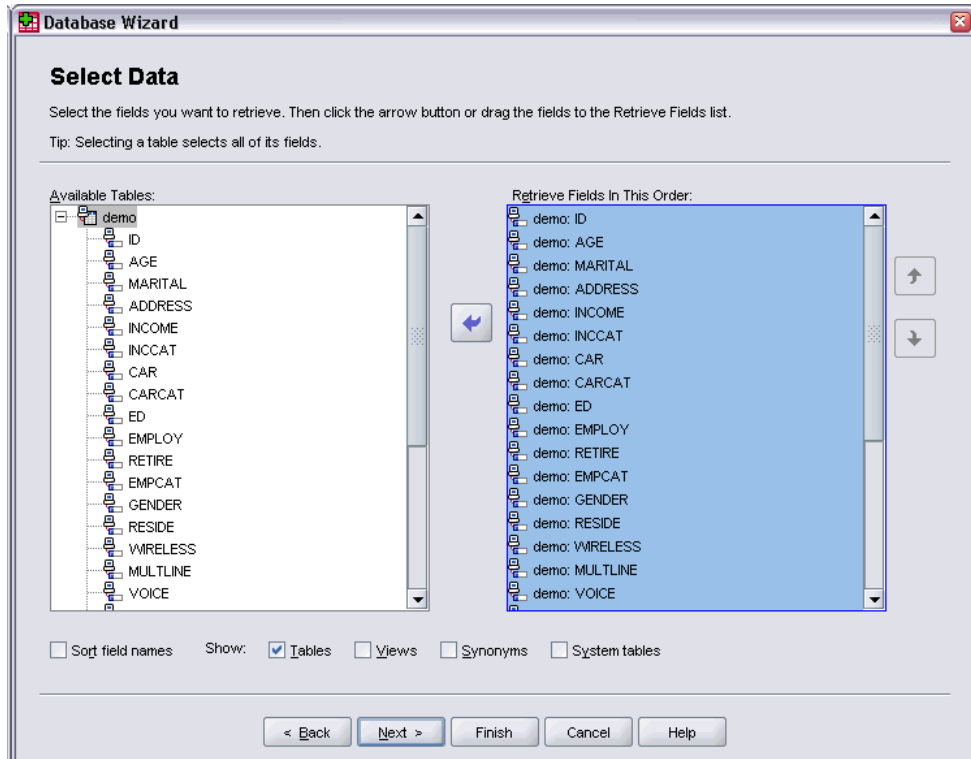 Database Wizard
Select Data
Select the fields you want to retrieve. Then click the arrow button or drag the fields to the Retrieve Fields list.
Tip: Selecting a table selects all of its fields.
Available Tables:
demo
ID
AGE
MARITAL
ADDRESS
INCOME
INCCAT
CAR
CARCAT
ED
EMPLOY
RETIRE
EMPCAT
GENDER
RESIDE
WIRELESS
MULTLINE
VOICE
Retrieve Fields In This Order:
demo: ID
demo: AGE
demo: MARITAL
demo: ADDRESS
demo: INCOME
demo: INCCAT
demo: CAR
demo: CARCAT
demo: ED
demo: EMPLOY
demo: RETIRE
demo: EMPCAT
demo: GENDER
demo: RESIDE
demo: WIRELESS
demo: MULTLINE
demo: VOICE
Sort field names Show: Tables Views Synonyms System tables
< Back Next > Finish Cancel Help